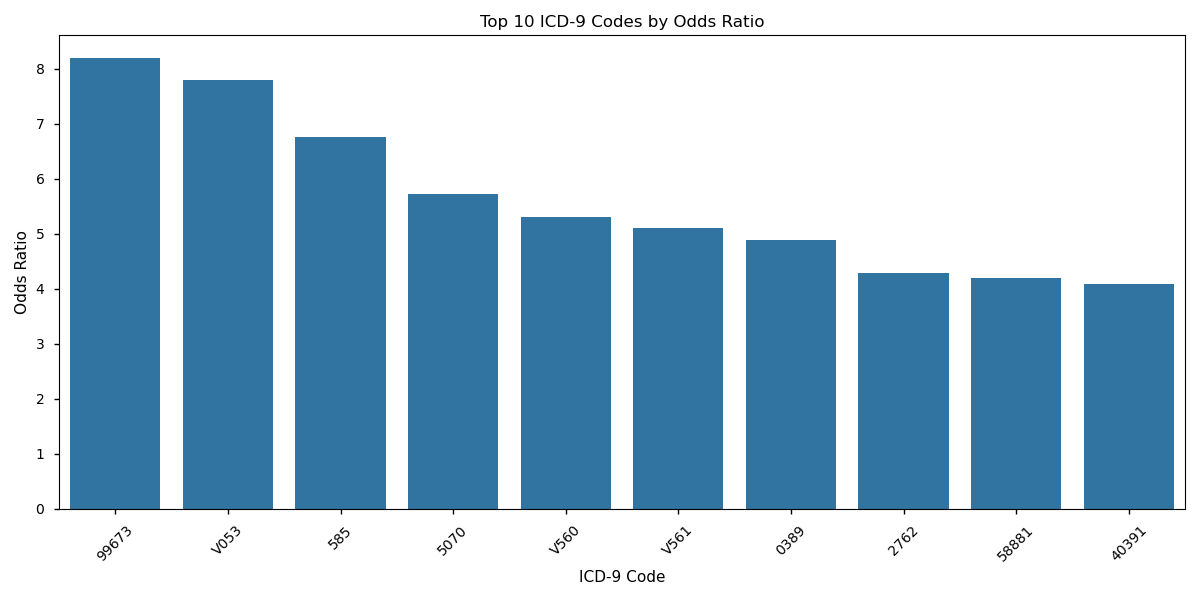 Top 10 ICD-9 Codes by Odds Ratio
Odds Ratio
8
7
6
5
4
3
2
1
0
99673
V053
585
5070
V560
V561
0389
2762
58881
40391
ICD-9 Code